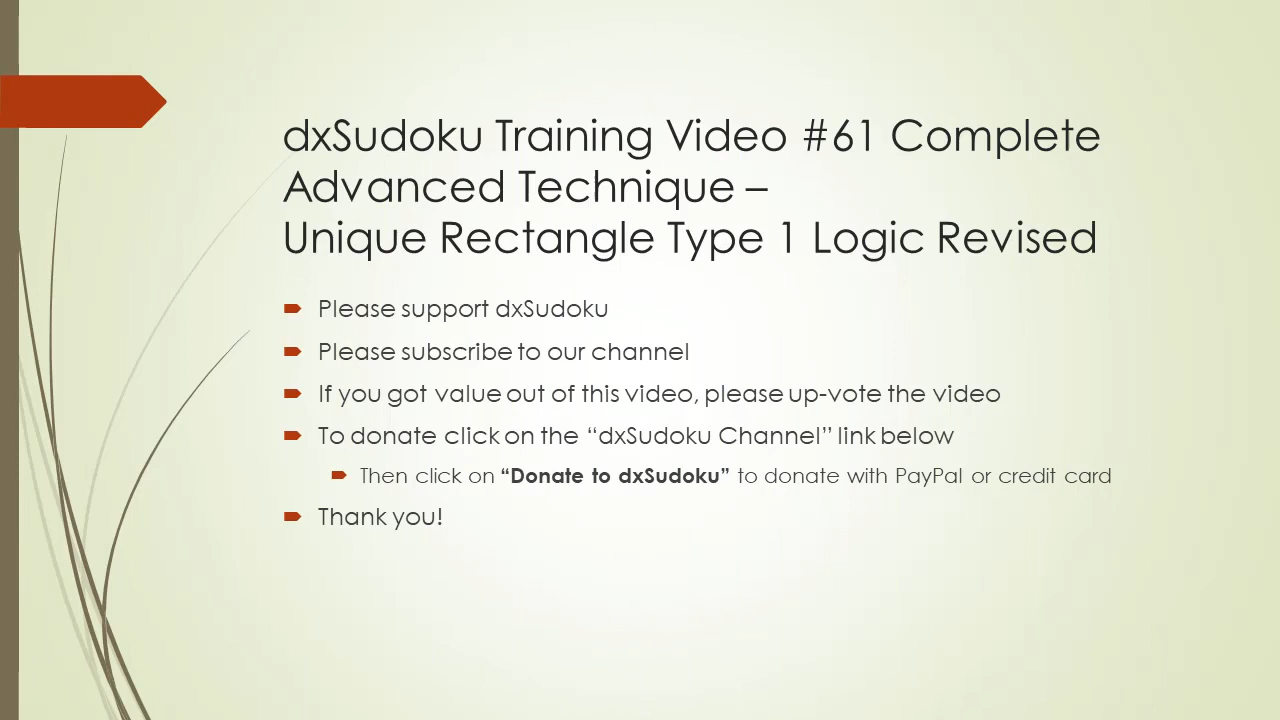 dxSudoku Training Video #61 Complete
Advanced Technique –
Unique Rectangle Type 1 Logic Revised
Please support dxSudoku
Please subscribe to our channel
If you got value out of this video, please up-vote the video
To donate click on the “dxSudoku Channel” link below
Then click on “Donate to dxSudoku” to donate with PayPal or credit card
Thank you!